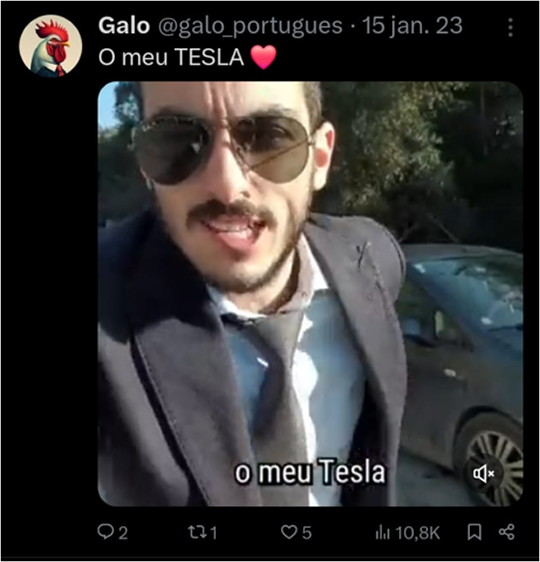 Galo @galo_portugues · 15 jan. 23
O meu TESLA ❤️
o meu Tesla
2 1 5 10,8K